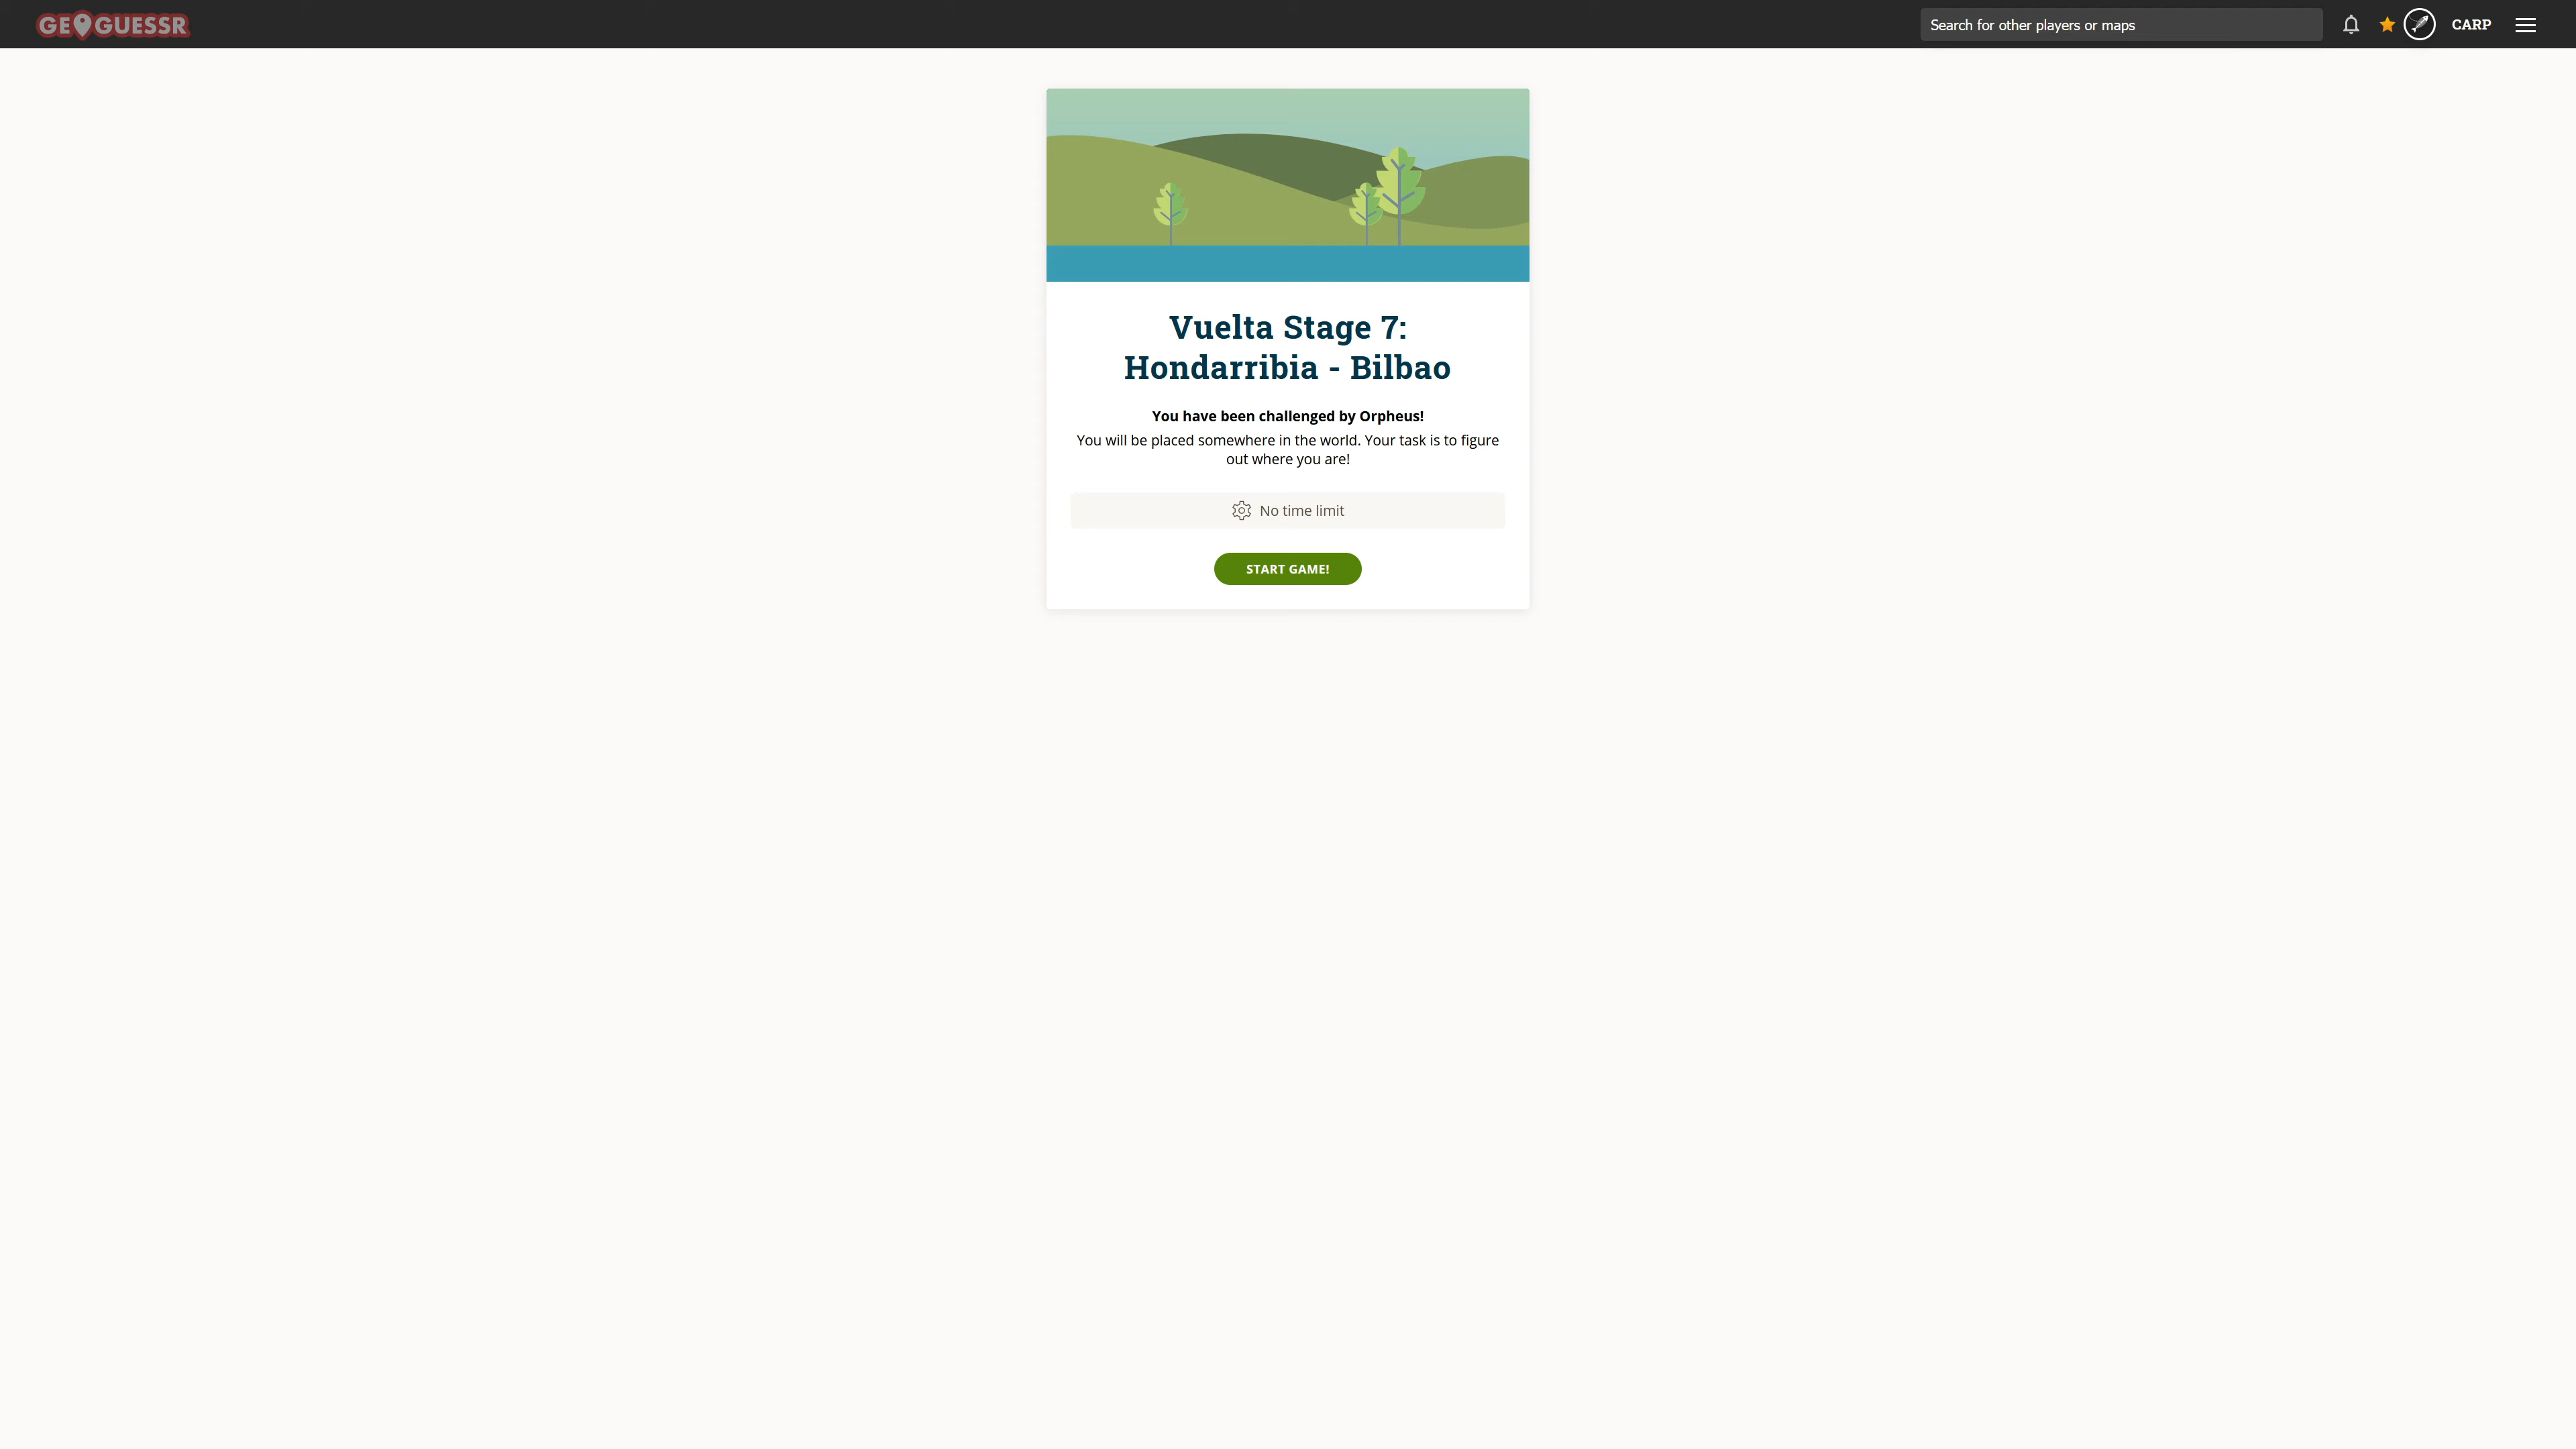 GEOGUESSR
Search for other players or maps
CARP
Vuelta Stage 7:
Hondarribia - Bilbao
You have been challenged by Orpheus!
You will be placed somewhere in the world. Your task is to figure
out where you are!
No time limit
START GAME!